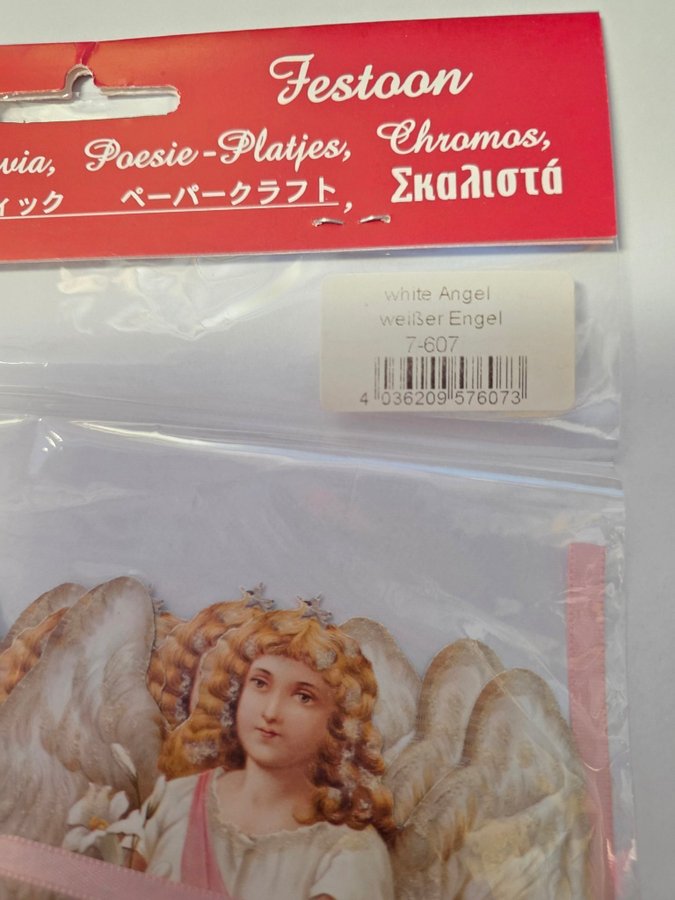 Festoon
Poesie-Platjes, Chromos,
ペーパークラフト, Σκαλιστά
white Angel
weißer Engel
7-607
4 036209 576073